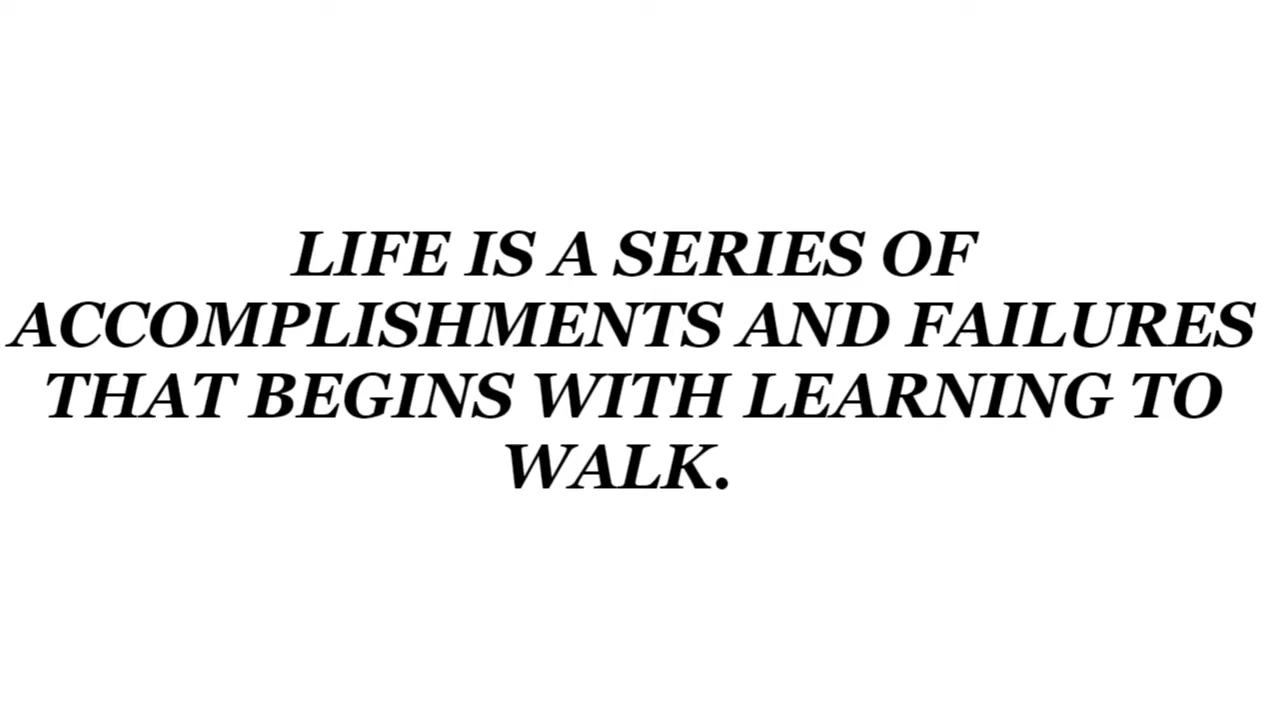 LIFE IS A SERIES OF
ACCOMPLISHMENTS AND FAILURES
THAT BEGINS WITH LEARNING TO
WALK.